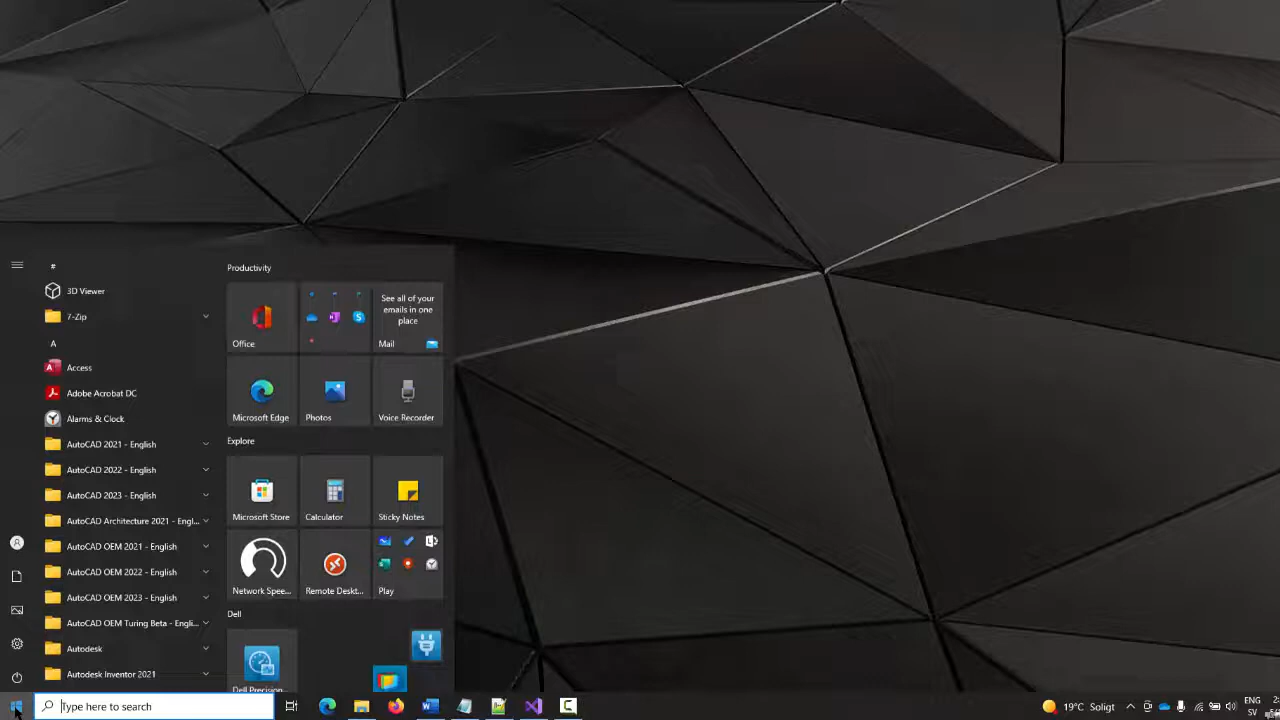 #
3D Viewer
7-Zip
A
Access
Adobe Acrobat DC
Alarms & Clock
AutoCAD 2021 - English
AutoCAD 2022 - English
AutoCAD 2023 - English
AutoCAD Architecture 2021 - Engl...
AutoCAD OEM 2021 - English
AutoCAD OEM 2022 - English
AutoCAD OEM 2023 - English
AutoCAD OEM Turing Beta - Engli...
Autodesk
Autodesk Inventor 2021
Productivity
Office
See all of your
emails in one
place
Mail
Microsoft Edge
Photos
Voice Recorder
Explore
Microsoft Store
Calculator
Sticky Notes
Network Spee...
Remote Deskt...
Play
Dell
Dell Precision
Type here to search
19°C Soligt
ENG
SV